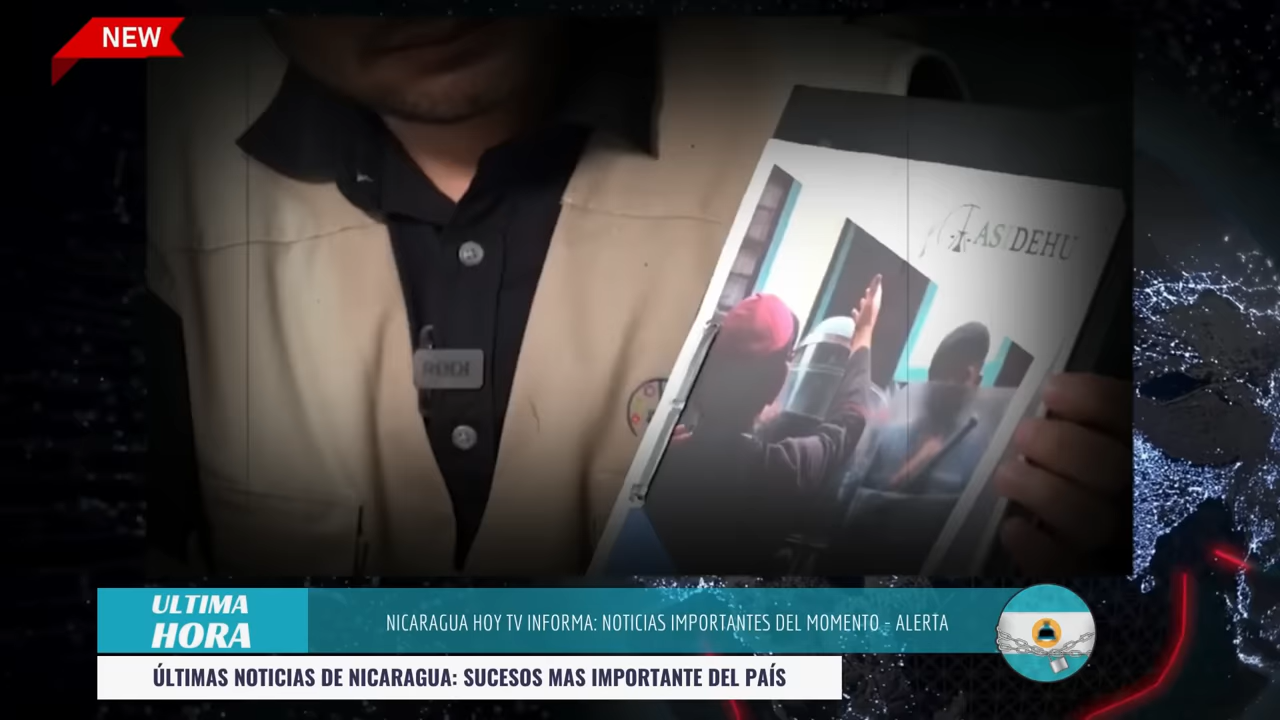 NEW
ASIDEHU
ULTIMA
HORA
NICARAGUA HOY TV INFORMA: NOTICIAS IMPORTANTES DEL MOMENTO - ALERTA
ÚLTIMAS NOTICIAS DE NICARAGUA: SUCESOS MAS IMPORTANTE DEL PAÍS